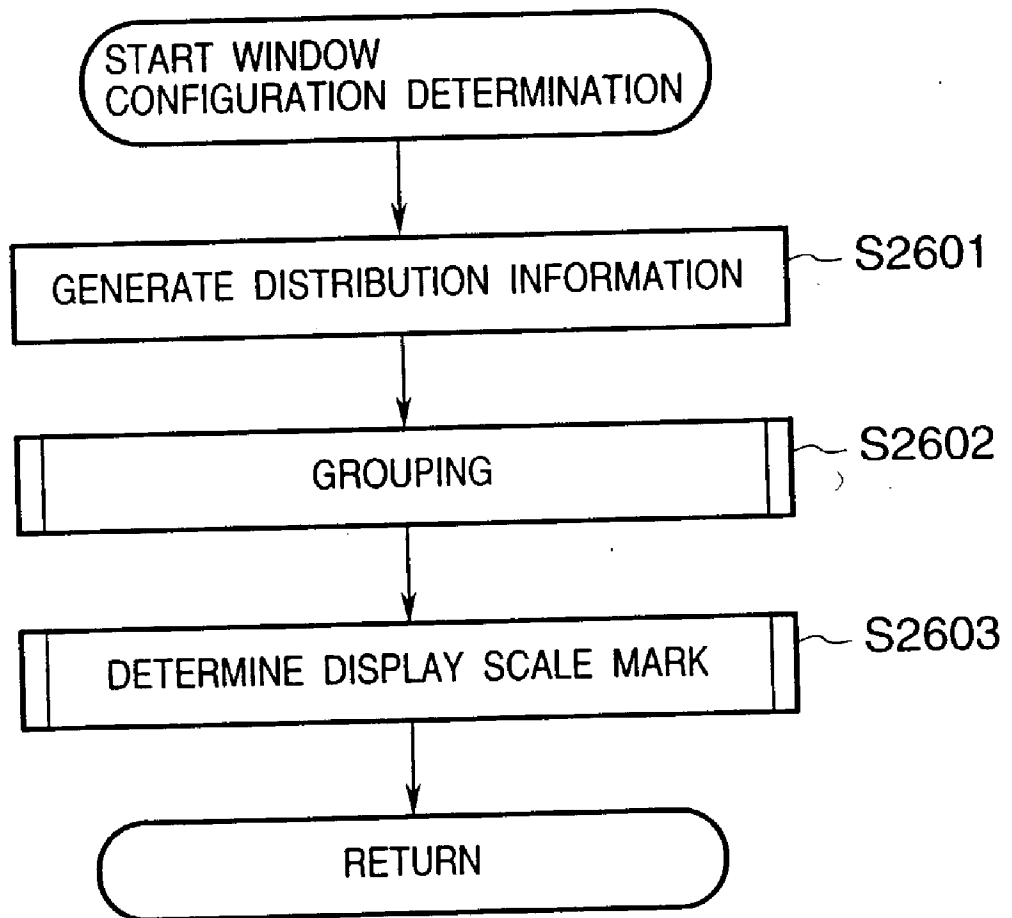 START WINDOW
CONFIGURATION DETERMINATION
GENERATE DISTRIBUTION INFORMATION
S2601
GROUPING
S2602
DETERMINE DISPLAY SCALE MARK
S2603
RETURN